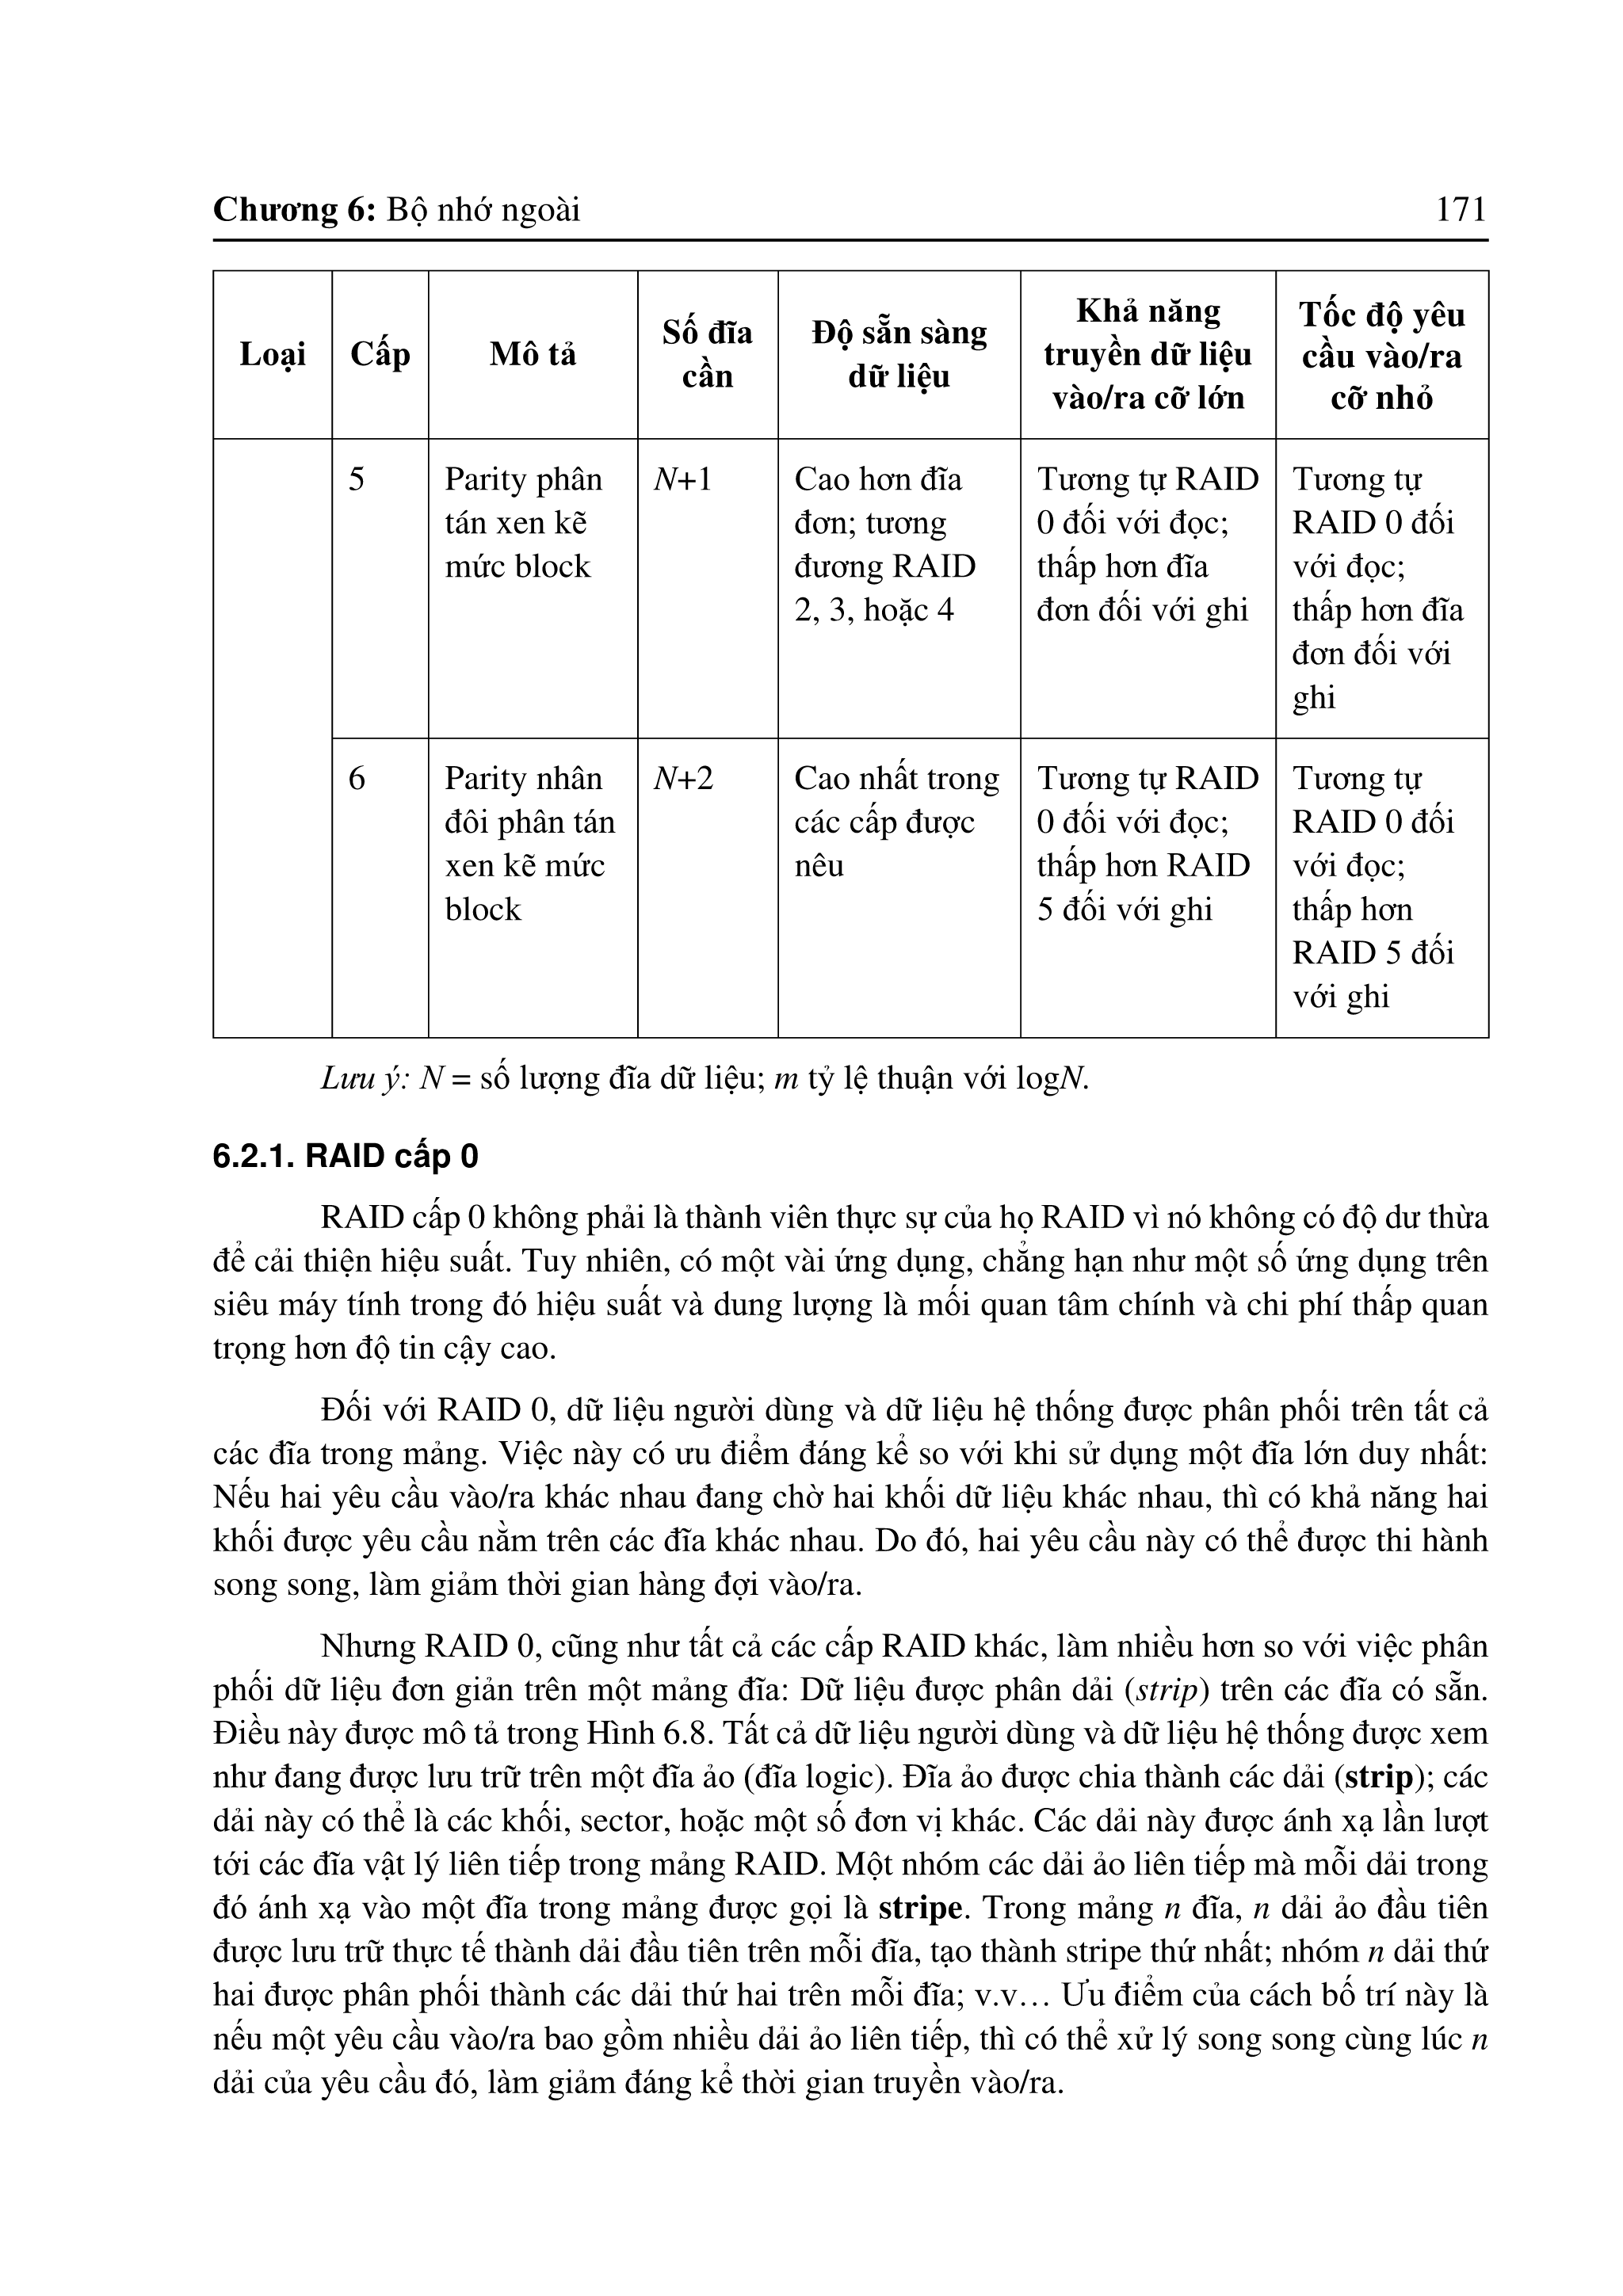 Chương 6: Bộ nhớ ngoài 171
Loại Cấp Mô tả Số đĩa cần Độ sẵn sàng dữ liệu Khả năng truyền dữ liệu vào/ra cỡ lớn Tốc độ yêu cầu vào/ra cỡ nhỏ
5
Parity phân
tán xen kẽ
mức block
N+1
Cao hơn đĩa
đơn; tương
đương RAID
2, 3, hoặc 4
Tương tự RAID
0 đối với đọc;
thấp hơn đĩa
đơn đối với ghi
Tương tự
RAID 0 đối
với đọc;
thấp hơn đĩa
đơn đối với
ghi
6
Parity nhân
đôi phân tán
xen kẽ mức
block
N+2
Cao nhất trong
các cấp được
nêu
Tương tự RAID
0 đối với đọc;
thấp hơn RAID
5 đối với ghi
Tương tự
RAID 0 đối
với đọc;
thấp hơn
RAID 5 đối
với ghi
Lưu ý: N = số lượng đĩa dữ liệu; m tỷ lệ thuận với logN.
6.2.1. RAID cấp 0
RAID cấp 0 không phải là thành viên thực sự của họ RAID vì nó không có độ dư thừa
để cải thiện hiệu suất. Tuy nhiên, có một vài ứng dụng, chẳng hạn như một số ứng dụng trên
siêu máy tính trong đó hiệu suất và dung lượng là mối quan tâm chính và chi phí thấp quan
trọng hơn độ tin cậy cao.
Đối với RAID 0, dữ liệu người dùng và dữ liệu hệ thống được phân phối trên tất cả
các đĩa trong mảng. Việc này có ưu điểm đáng kể so với khi sử dụng một đĩa lớn duy nhất:
Nếu hai yêu cầu vào/ra khác nhau đang chờ hai khối dữ liệu khác nhau, thì có khả năng hai
khối được yêu cầu nằm trên các đĩa khác nhau. Do đó, hai yêu cầu này có thể được thi hành
song song, làm giảm thời gian hàng đợi vào/ra.
Nhưng RAID 0, cũng như tất cả các cấp RAID khác, làm nhiều hơn so với việc phân
phối dữ liệu đơn giản trên một mảng đĩa: Dữ liệu được phân dải (strip) trên các đĩa có sẵn.
Điều này được mô tả trong Hình 6.8. Tất cả dữ liệu người dùng và dữ liệu hệ thống được xem
như đang được lưu trữ trên một đĩa ảo (đĩa logic). Đĩa ảo được chia thành các dải (strip); các
dải này có thể là các khối, sector, hoặc một số đơn vị khác. Các dải này được ánh xạ lần lượt
tới các đĩa vật lý liên tiếp trong mảng RAID. Một nhóm các dải ảo liên tiếp mà mỗi dải trong
đó ánh xạ vào một đĩa trong mảng được gọi là stripe. Trong mảng n đĩa, n dải ảo đầu tiên
được lưu trữ thực tế thành dải đầu tiên trên mỗi đĩa, tạo thành stripe thứ nhất; nhóm n dải thứ
hai được phân phối thành các dải thứ hai trên mỗi đĩa; v.v… Ưu điểm của cách bố trí này là
nếu một yêu cầu vào/ra bao gồm nhiều dải ảo liên tiếp, thì có thể xử lý song song cùng lúc n
dải của yêu cầu đó, làm giảm đáng kể thời gian truyền vào/ra.